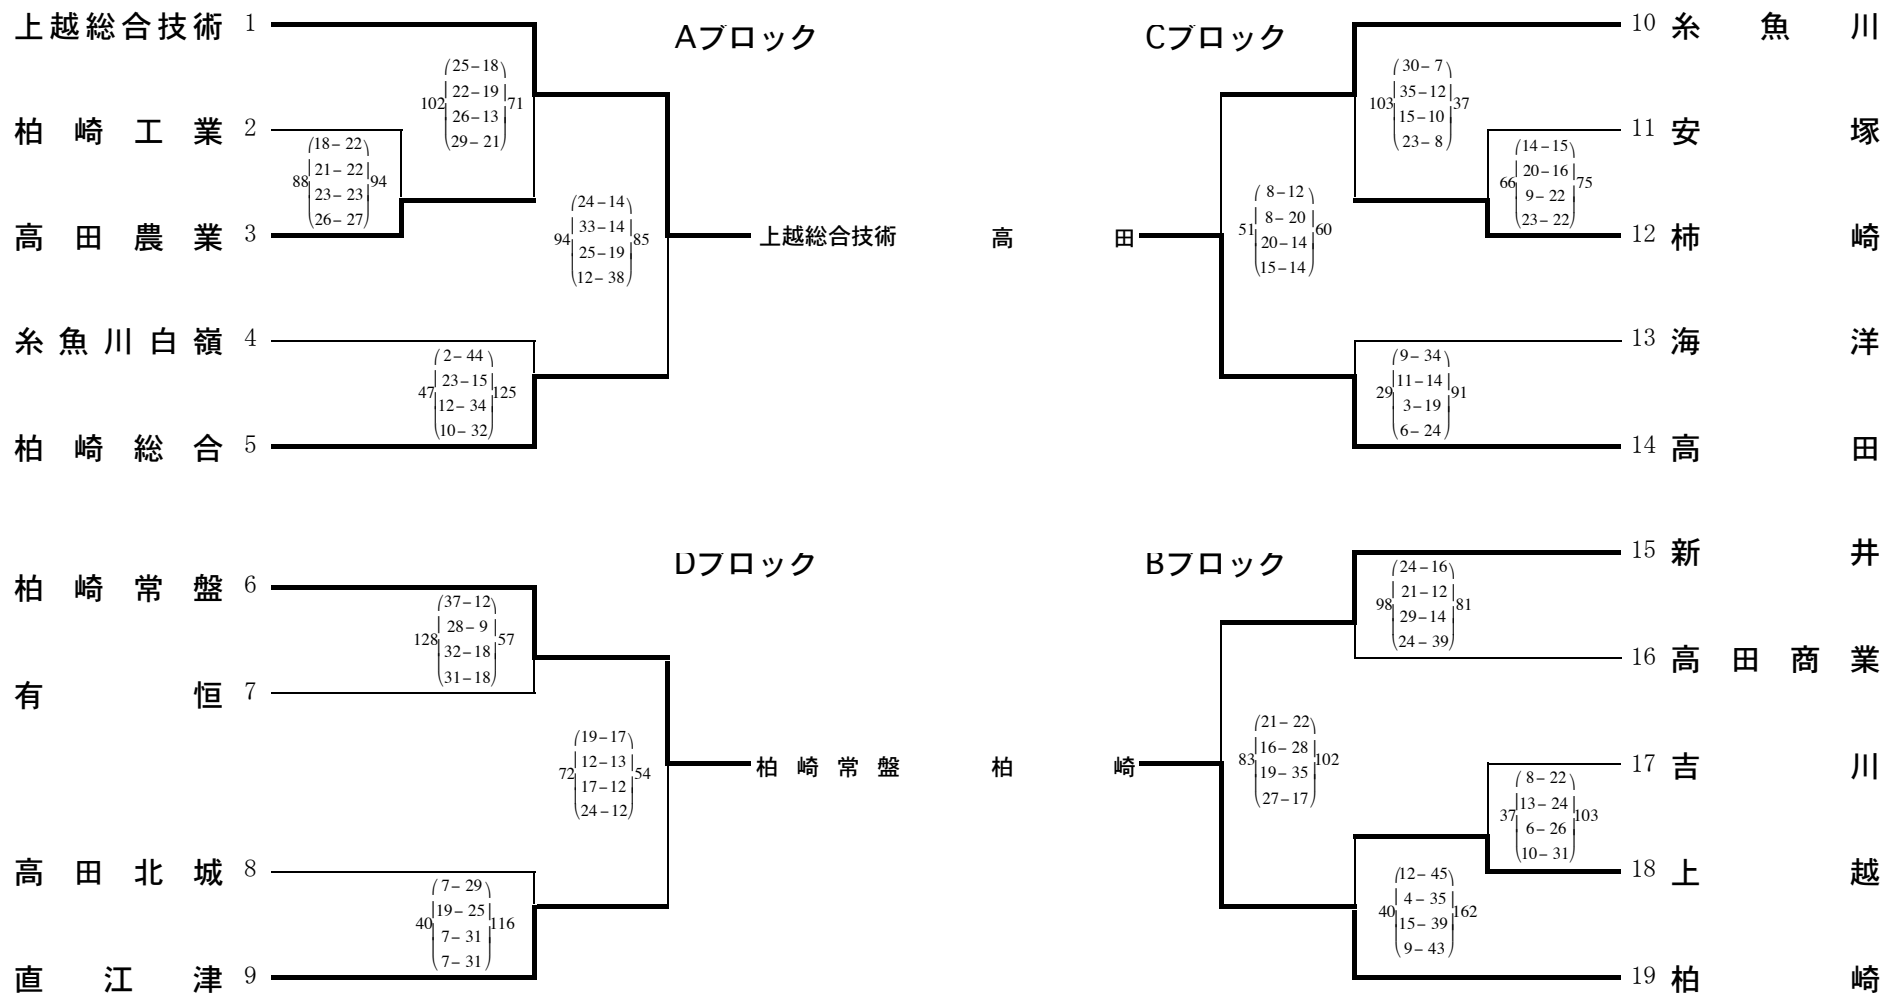 Aブロック
上越総合技術 1
102 25-18 71
22-19
26-13
29-21
柏崎工業 2
88 18-22 94
21-22
23-23
26-27
高田農業 3
94 24-14 85
33-14
25-19
12-38
上越総合技術
糸魚川白嶺 4
47 2-44 125
23-15
12-34
10-32
柏崎総合 5
Cブロック
10 糸魚川
103 30-7 37
35-12
15-10
23-8
11 安塚
66 14-15 75
20-16
9-22
23-22
12 柿崎
51 8-12 60
8-20
20-14
15-14
高田
13 海洋
29 9-34 91
11-14
3-19
6-24
14 高田
Dブロック
柏崎常盤 6
128 37-12 57
28-9
32-18
31-18
有恒 7
72 19-17 54
12-13
17-12
24-12
柏崎常盤
高田北城 8
40 7-29 116
19-25
7-31
7-31
直江津 9
Bブロック
15 新井
98 24-16 81
21-12
29-14
24-39
16 高田商業
83 21-22 102
16-28
19-35
27-17
柏崎
17 吉川
37 8-22 103
13-24
6-26
10-31
18 上越
40 12-45 162
4-35
15-39
9-43
19 柏崎